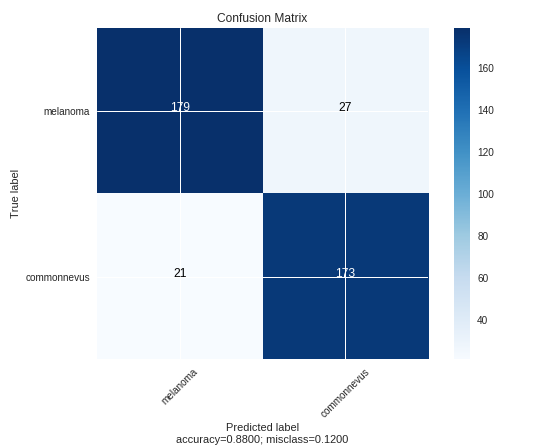 Confusion Matrix
True label
melanoma
179
27
commonnevus
21
173
160
140
120
100
80
60
40
melanoma
commonnevus
Predicted label
accuracy=0.8800; misclass=0.1200